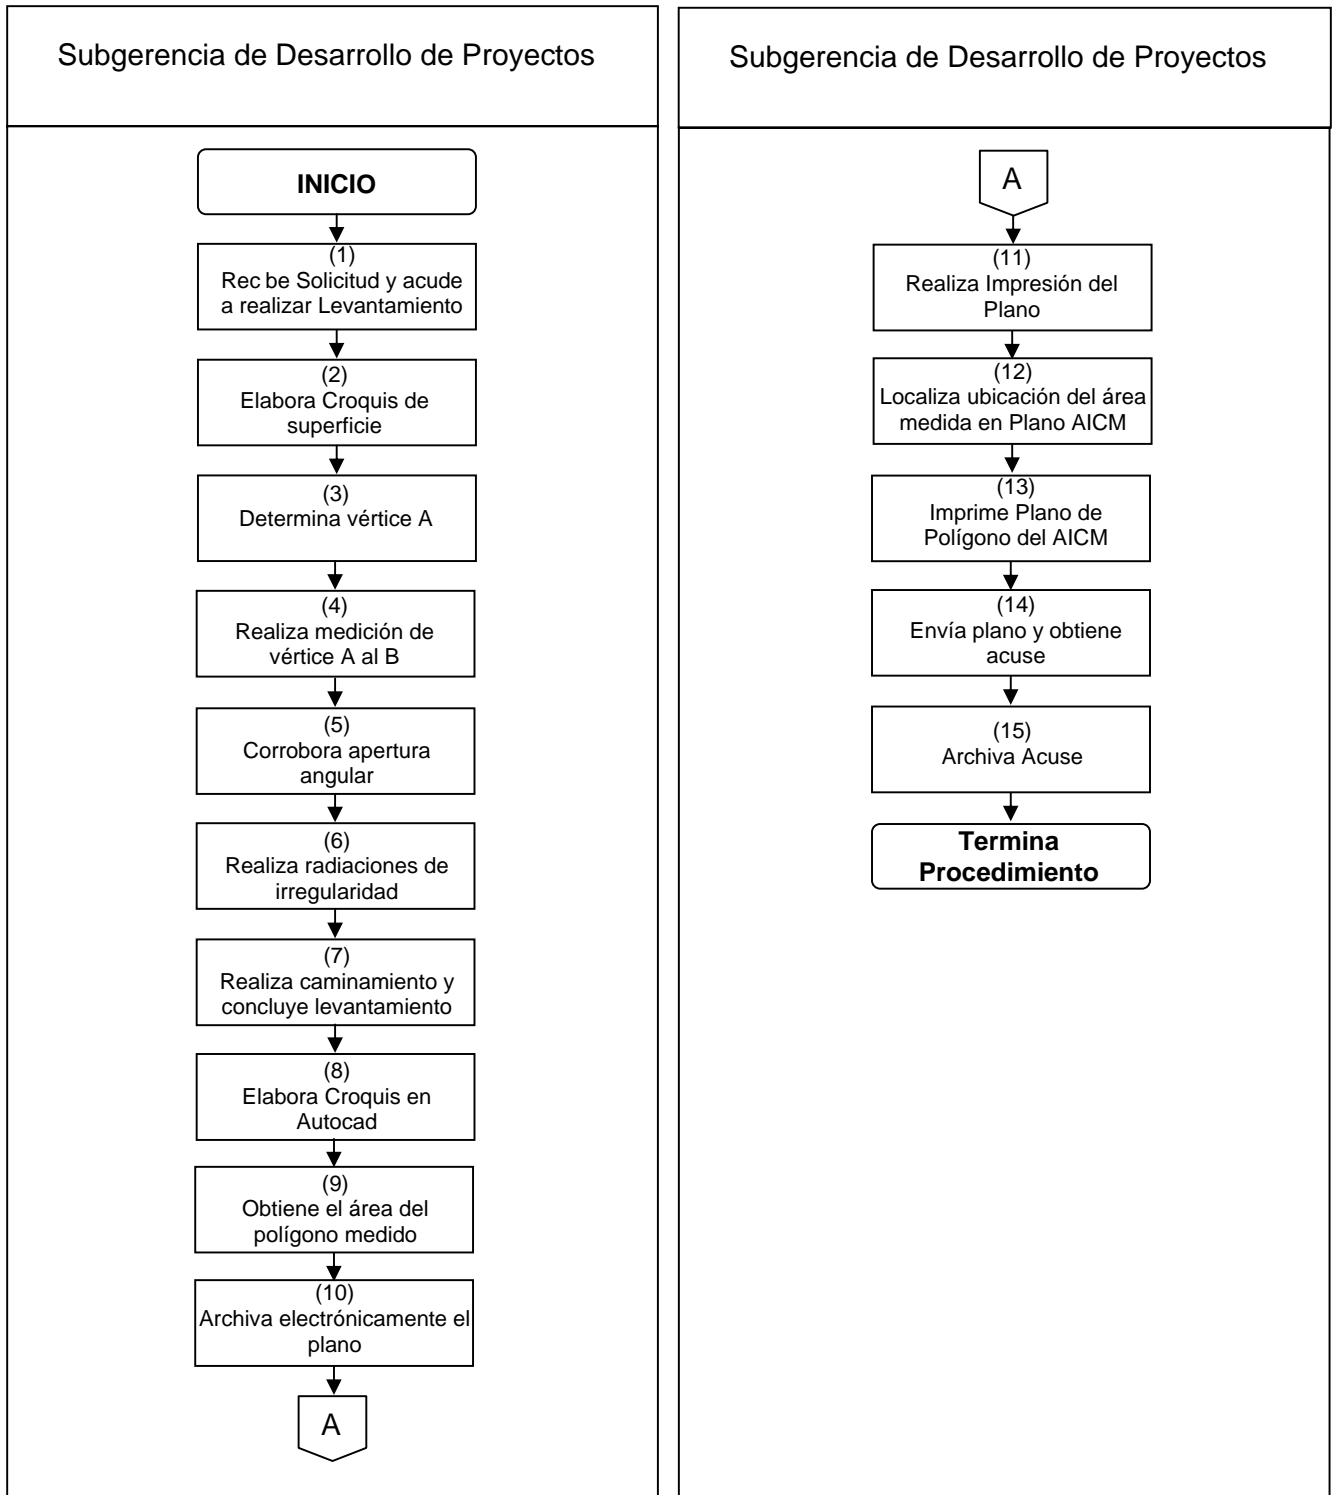 Subgerencia de Desarrollo de Proyectos
INICIO
(1)
Rec be Solicitud y acude
a realizar Levantamiento
(2)
Elabora Croquis de
superficie
(3)
Determina vértice A
(4)
Realiza medición de
vértice A al B
(5)
Corrobora apertura
angular
(6)
Realiza radiaciones de
irregularidad
(7)
Realiza caminamiento y
concluye levantamiento
(8)
Elabora Croquis en
Autocad
(9)
Obtiene el área del
polígono medido
(10)
Archiva electrónicamente el
plano
A
Subgerencia de Desarrollo de Proyectos
A
(11)
Realiza Impresión del
Plano
(12)
Localiza ubicación del área
medida en Plano AICM
(13)
Imprime Plano de
Polígono del AICM
(14)
Envía plano y obtiene
acuse
(15)
Archiva Acuse
Termina
Procedimiento